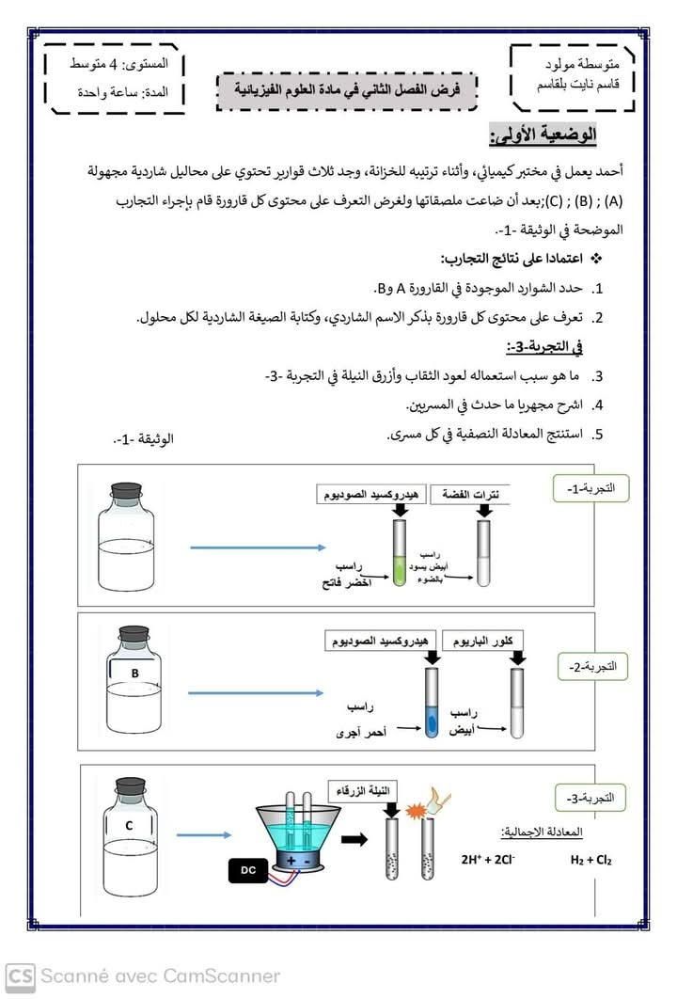 متوسطة مولود
قاسم نايت بلقاسم
فرض الفصل الثاني في مادة العلوم الفيزيائية
المستوى: 4 متوسط
المدة: ساعة واحدة
الوضعية الأولى:
أحمد يعمل في مختبر كيميائي، وأثناء ترتيبه للخزانة، وجد ثلاث قوارير تحتوي على محاليل شاردية مجهولة
(A) ; (B) ; (C);بعد أن ضاعت ملصقاتها ولغرض التعرف على محتوى كل قارورة قام بإجراء التجارب
الموضحة في الوثيقة -1-.
❖ اعتمادا على نتائج التجارب:
1. حدد الشوارد الموجودة في القارورة A وB.
2. تعرف على محتوى كل قارورة بذكر الاسم الشاردي، وكتابة الصيغة الشاردية لكل محلول.
في التجربة-3-:
3. ما هو سبب استعماله لعود الثقاب وأزرق النيلة في التجربة -3-
4. اشرح مجهريا ما حدث في المسريين.
5. استنتج المعادلة النصفية في كل مسرى.
الوثيقة -1-.
التجربة-1-
نترات الفضة
هيدروكسيد الصوديوم
راسب
أبيض يسود
بالضوء
راسب
اخضر فاتح
التجربة-2-
كلور الباريوم
هيدروكسيد الصوديوم
B
راسب
أبيض
راسب
أحمر آجري
التجربة-3-
النيلة الزرقاء
C
المعادلة الإجمالية:
2H⁺ + 2Cl⁻ H₂ + Cl₂
+ -
DC
CS Scanné avec CamScanner